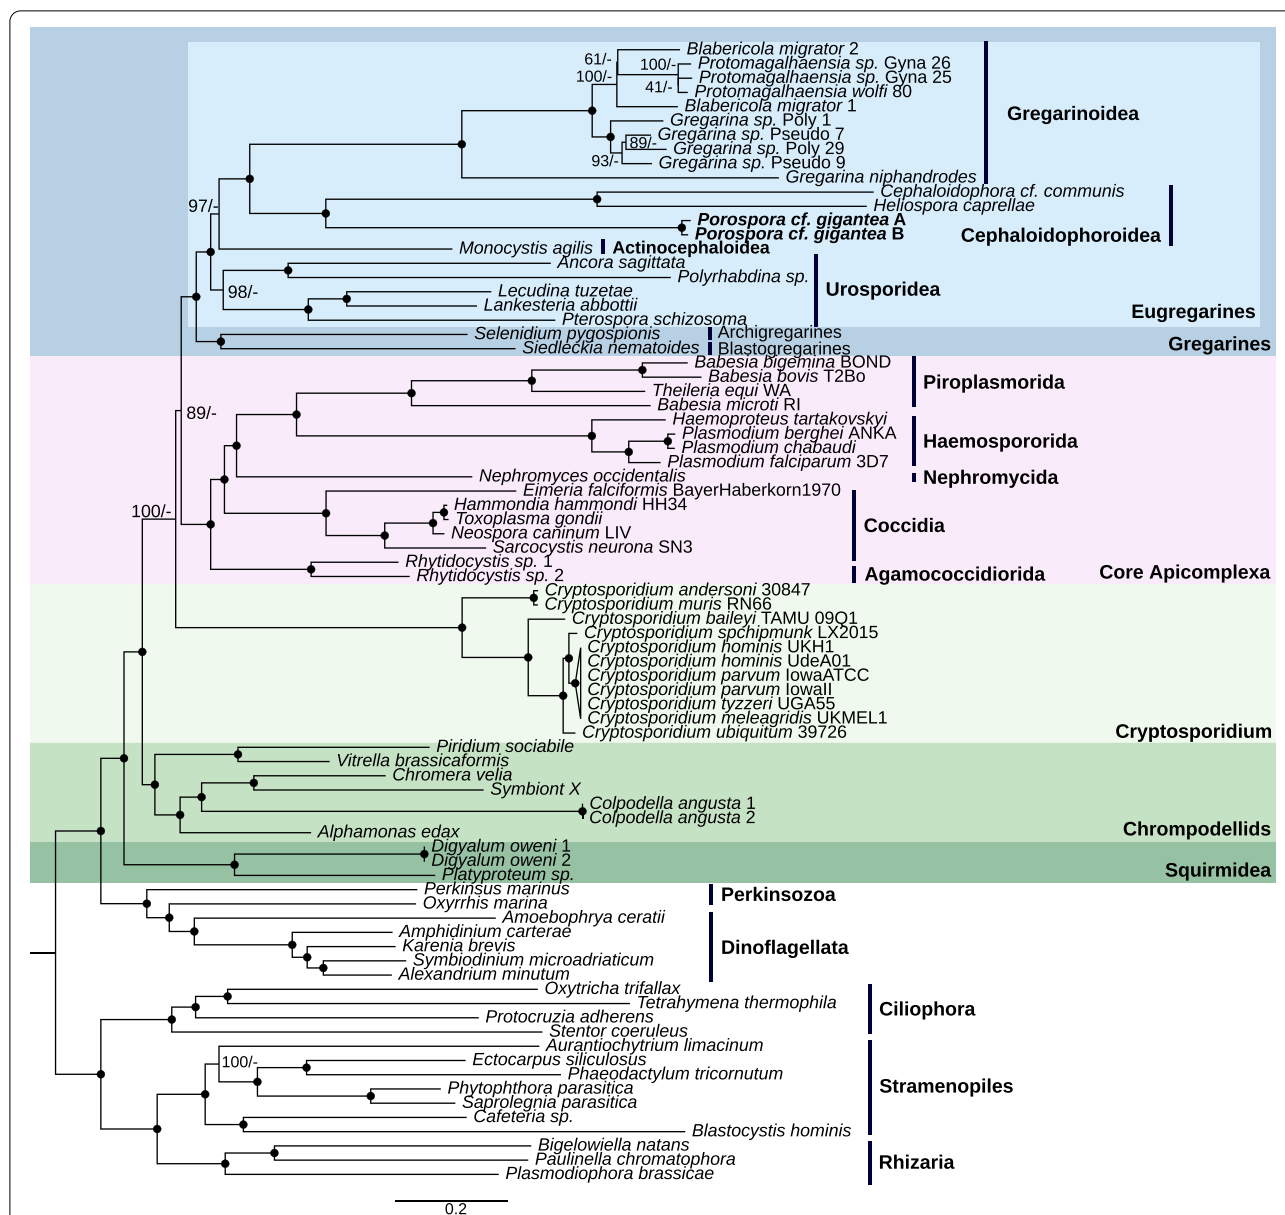 Blabericola migrator 2
61/-
Protomagalhaensia sp. Gyna 26
100/-
100/-
Protomagalhaensia sp. Gyna 25
41/-
Protomagalhaensia wolfi 80
Blabericola migrator 1
Gregarinoidea
Gregarina sp. Poly 1
Gregarina sp. Pseudo 7
89/-
Gregarina sp. Poly 29
93/-
Gregarina sp. Pseudo 9
Gregarina niphandrodes
Cephaloidophora cf. communis
97/-
Heliospora caprellae
Porospora cf. gigantea A
Porospora cf. gigantea B
Cephaloidophoroidea
Monocystis agilis
Actinocephaloidea
Ancora sagittata
Polyrhabdina sp.
98/-
Lecudina tuzetae
Urosporidea
Lankesteria abbottii
Eugregarines
Pterospora schizosoma
Selenidium pygospionis
Archigregarines
Siedleckia nematoides
Blastogregarines
Gregarines
Babesia bigemina BOND
Babesia bovis T2Bo
Piroplasmorida
Theileria equi WA
Babesia microti RI
89/-
Haemoproteus tartakovskyi
Plasmodium berghei ANKA
Haemospororida
Plasmodium chabaudi
Plasmodium falciparum 3D7
Nephromyces occidentalis
Nephromycida
Eimeria falciformis BayerHaberkorn1970
Hammondia hammondi HH34
100/-
Toxoplasma gondii
Coccidia
Neospora caninum LIV
Sarcocystis neurona SN3
Rhytidocystis sp. 1
Rhytidocystis sp. 2
Agamococcidiorida
Core Apicomplexa
Cryptosporidium andersoni 30847
Cryptosporidium muris RN66
Cryptosporidium baileyi TAMU 09Q1
Cryptosporidium spchipmunk LX2015
Cryptosporidium hominis UKH1
Cryptosporidium hominis UdeA01
Cryptosporidium parvum IowaATCC
Cryptosporidium parvum IowaII
Cryptosporidium tyzzeri UGA55
Cryptosporidium meleagridis UKMEL1
Cryptosporidium ubiquitum 39726
Cryptosporidium
Piridium sociabile
Vitrella brassicaformis
Chromera velia
Symbiont X
Colpodella angusta 1
Colpodella angusta 2
Alphamonas edax
Chrompodellids
Digyalum oweni 1
Digyalum oweni 2
Platyproteum sp.
Squirmidea
Perkinsus marinus
Perkinsozoa
Oxyrrhis marina
Amoebophrya ceratii
Amphidinium carterae
Karenia brevis
Dinoflagellata
Symbiodinium microadriaticum
Alexandrium minutum
Oxytricha trifallax
Tetrahymena thermophila
Ciliophora
Protocruzia adherens
Stentor coeruleus
Aurantiochytrium limacinum
100/-
Ectocarpus siliculosus
Phaeodactylum tricornutum
Phytophthora parasitica
Stramenopiles
Saprolegnia parasitica
Cafeteria sp.
Blastocystis hominis
Bigelowiella natans
Paulinella chromatophora
Rhizaria
Plasmodiophora brassicae
0.2